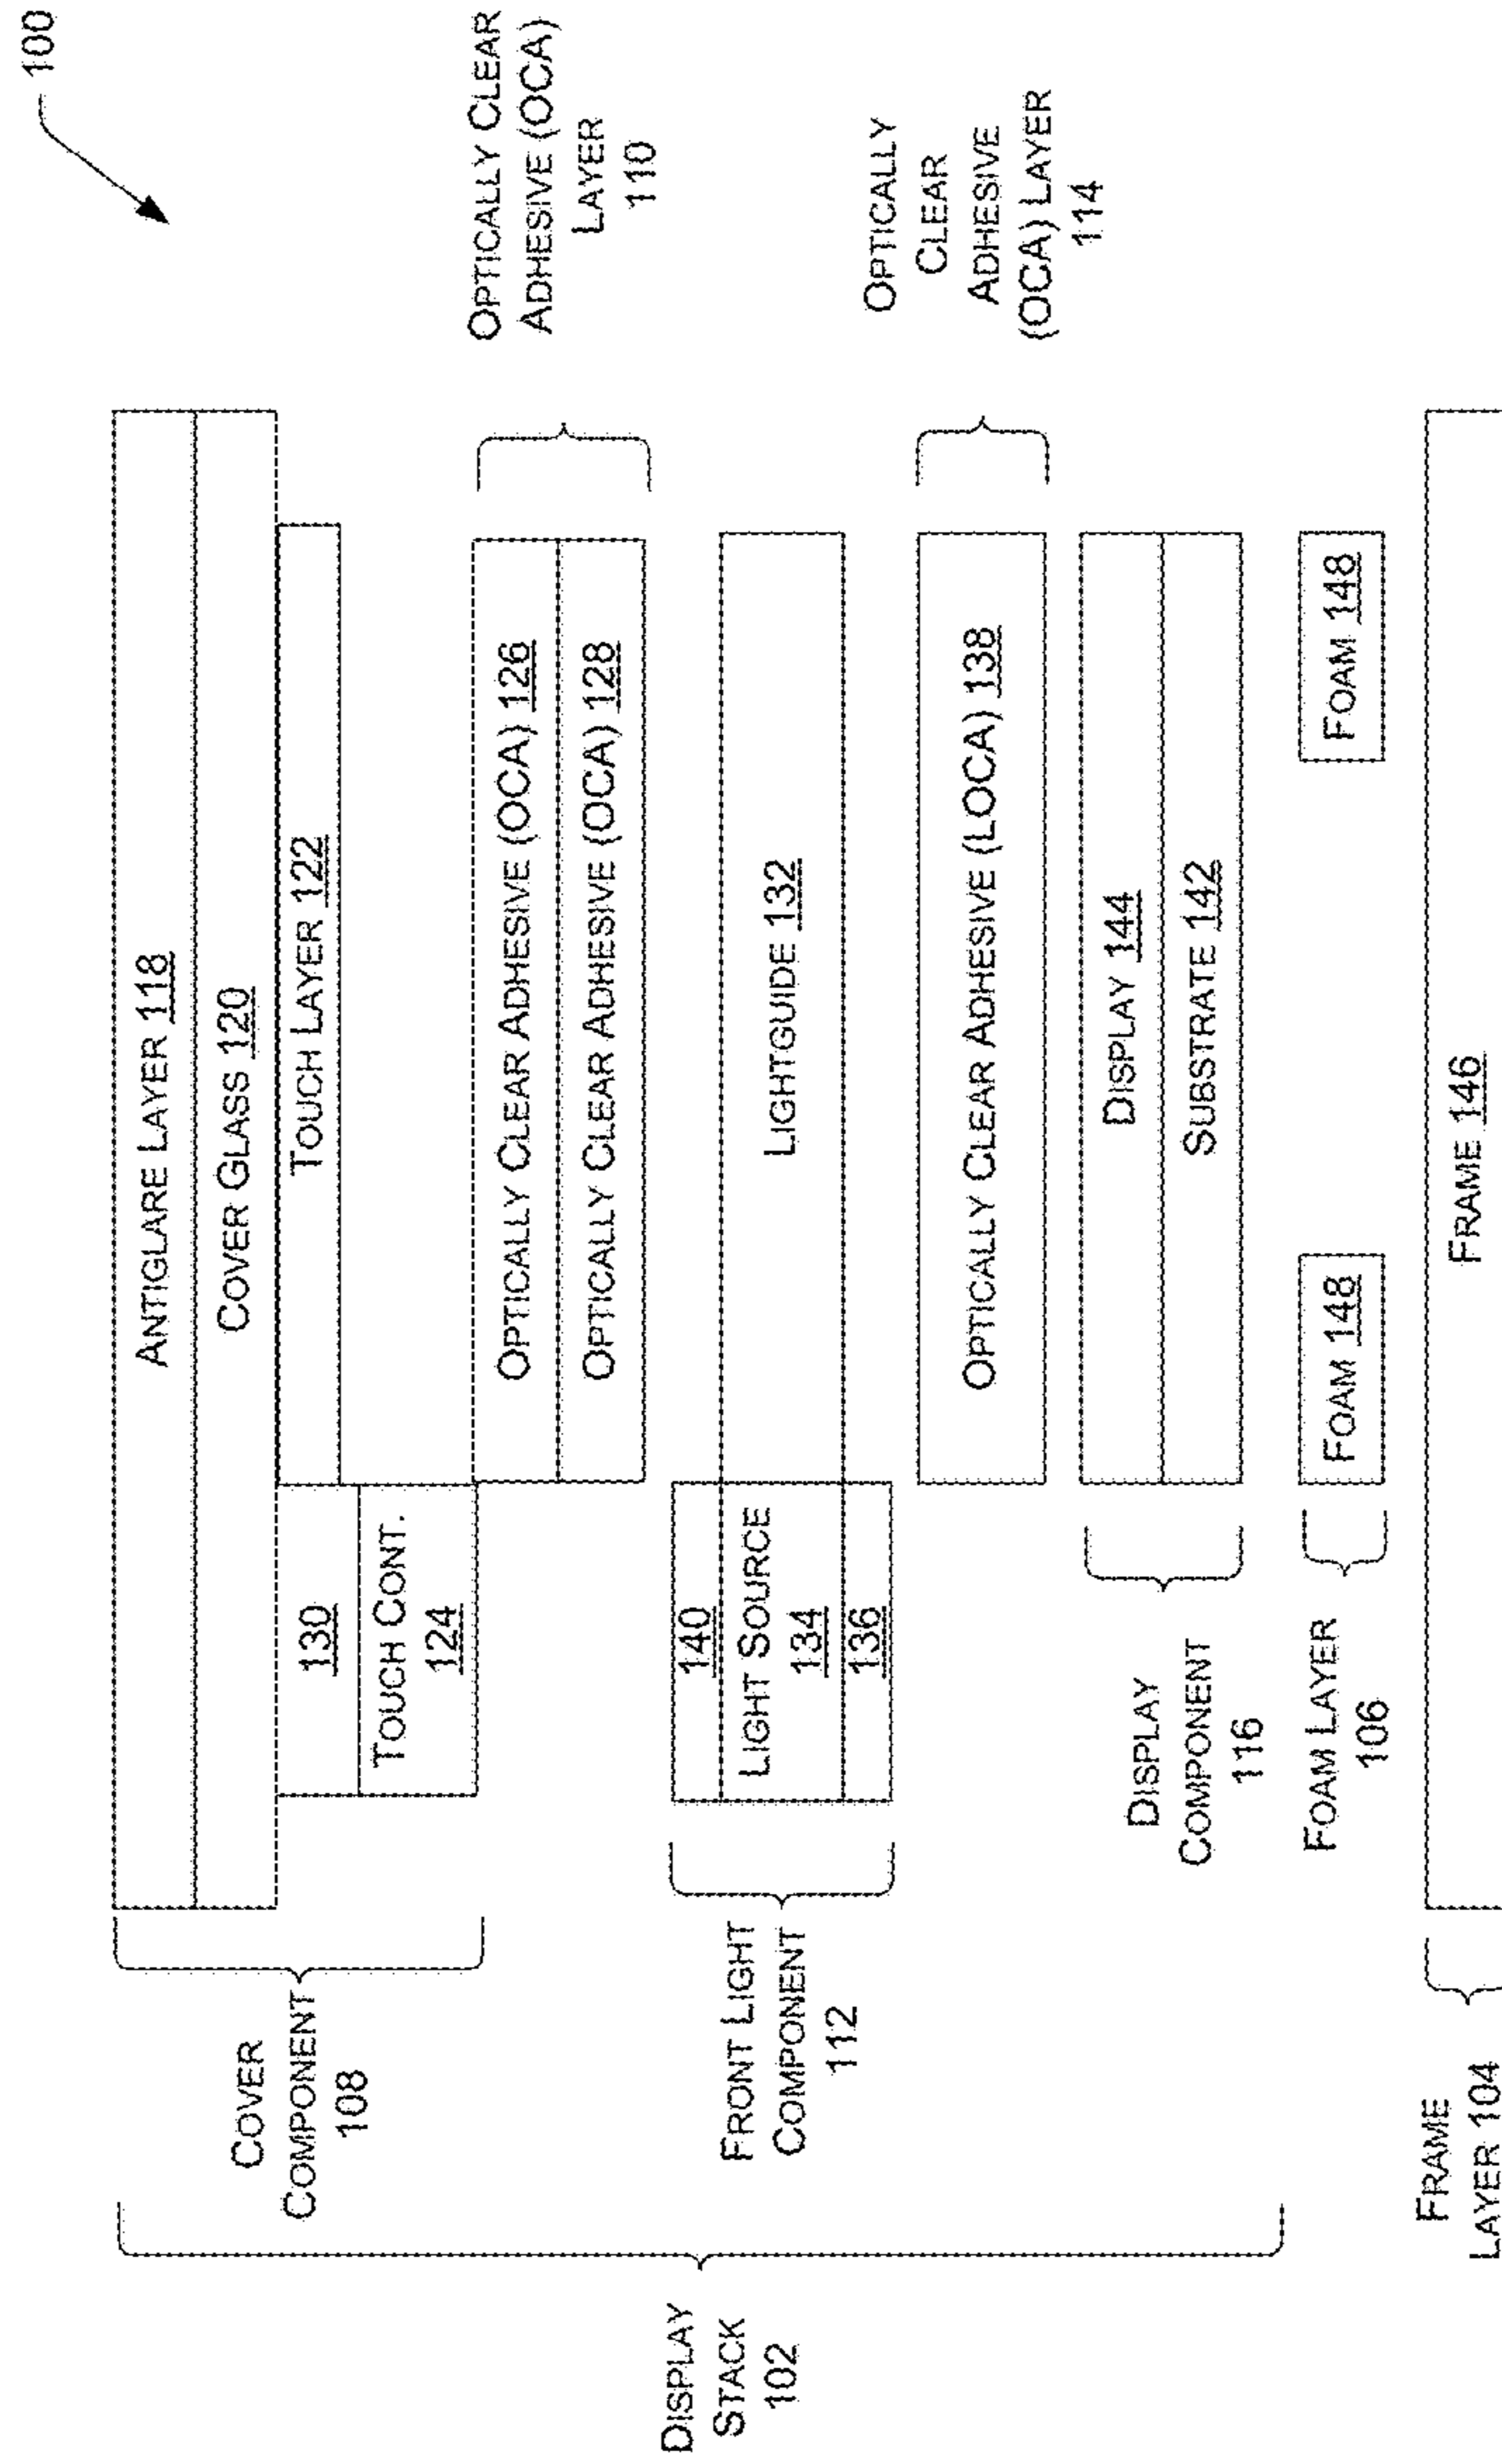 100
ANTIGLARE LAYER 118
COVER GLASS 120
TOUCH LAYER 122
130
TOUCH CONT.
124
COVER
COMPONENT
108
OPTICALLY CLEAR
ADHESIVE (OCA)
LAYER
110
OPTICALLY CLEAR ADHESIVE (OCA) 126
OPTICALLY CLEAR ADHESIVE (OCA) 128
DISPLAY
STACK
102
FRONT LIGHT
COMPONENT
112
140
LIGHT SOURCE
134
136
LIGHTGUIDE 132
OPTICALLY
CLEAR
ADHESIVE
(OCA) LAYER
114
OPTICALLY CLEAR ADHESIVE (LOCA) 138
DISPLAY 144
SUBSTRATE 142
DISPLAY
COMPONENT
116
FOAM LAYER
106
FOAM 148
FOAM 148
FRAME
LAYER 104
FRAME 146